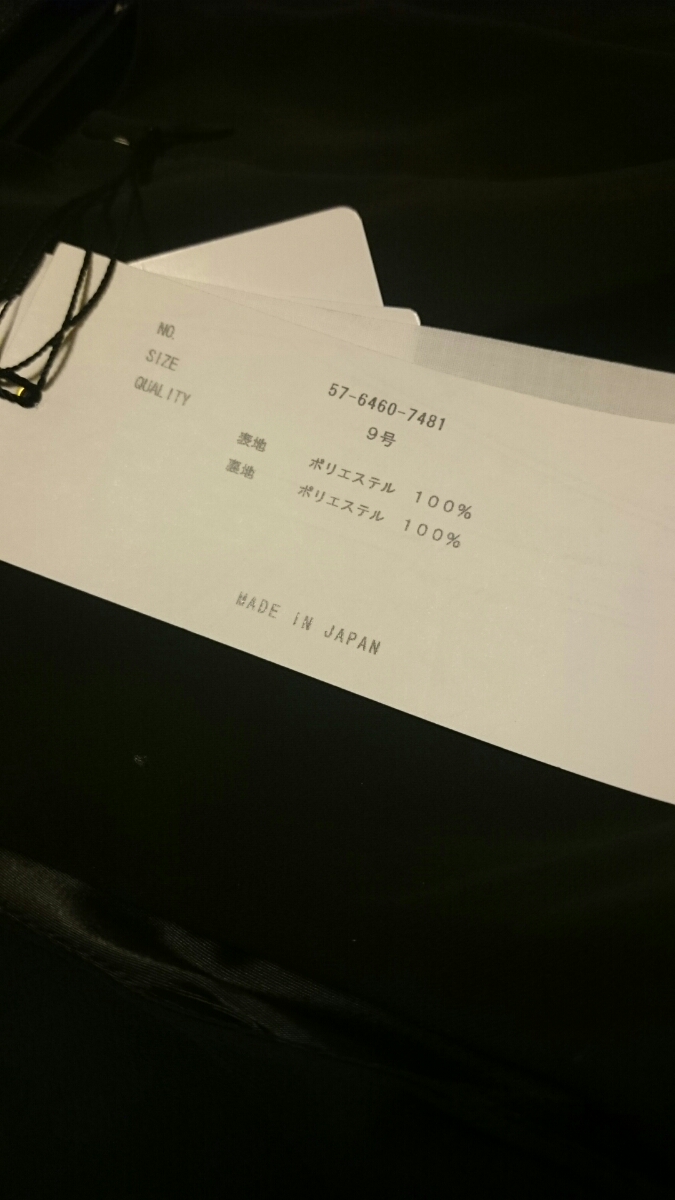 NO.
SIZE
QUALITY
57-6460-7481
9号
表地 ポリエステル 100%
裏地 ポリエステル 100%
MADE IN JAPAN